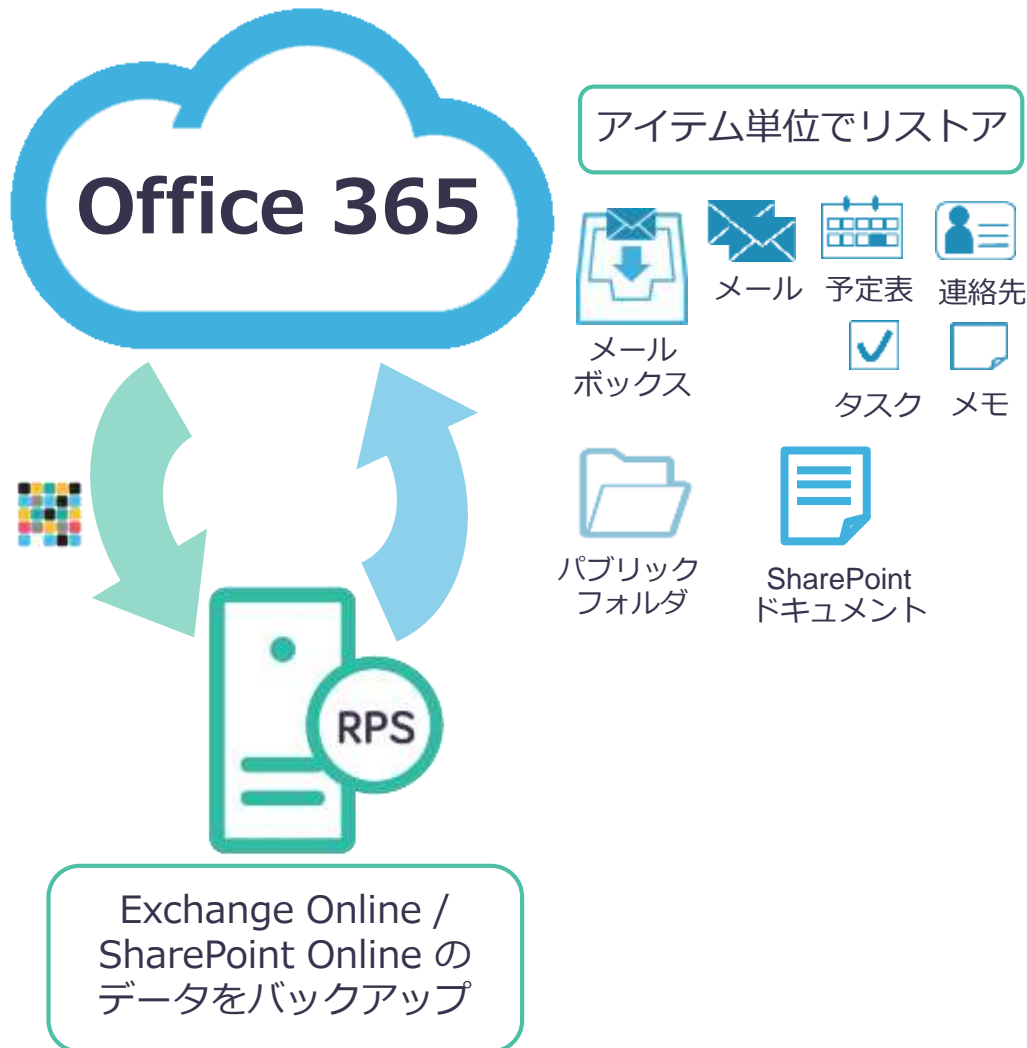 Office 365
アイテム単位でリストア
メール
予定表
連絡先
メール
ボックス
タスク
メモ
パブリック
フォルダ
SharePoint
ドキュメント
RPS
Exchange Online /
SharePoint Online の
データをバックアップ